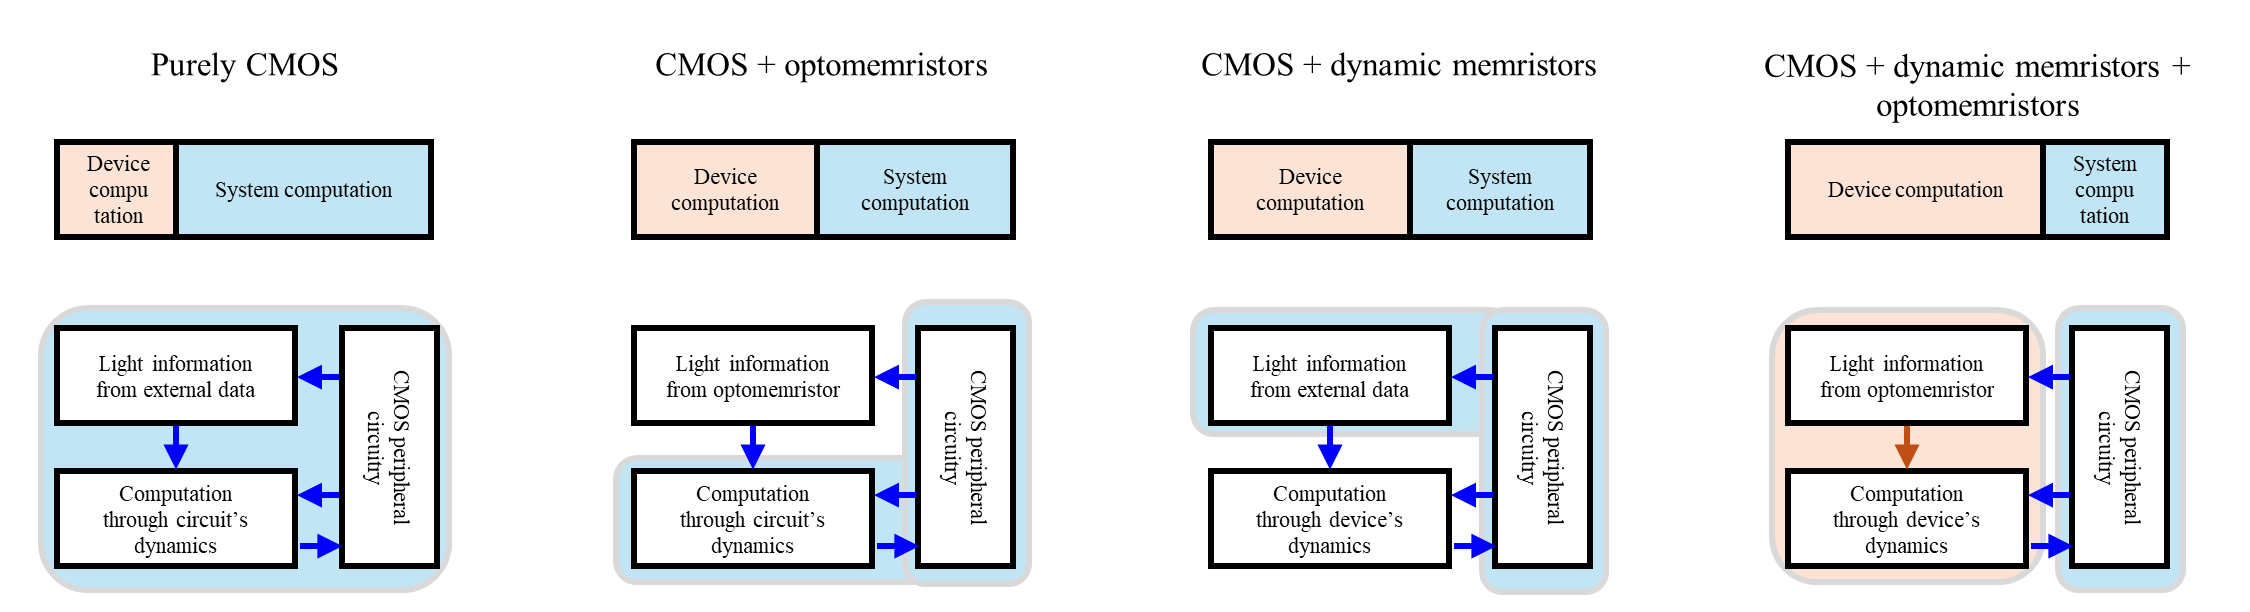 Purely CMOS
Device
compu
tation
System computation
Light information
from external data
Computation
through circuit's
dynamics
CMOS peripheral
circuitry
CMOS + optomemristors
Device
computation
System
computation
Light information
from optomemristor
Computation
through circuit's
dynamics
CMOS peripheral
circuitry
CMOS + dynamic memristors
Device
computation
System
computation
Light information
from external data
Computation
through device's
dynamics
CMOS peripheral
circuitry
CMOS + dynamic memristors +
optomemristors
Device computation
System
compu
tation
Light information
from optomemristor
Computation
through device's
dynamics
CMOS peripheral
circuitry